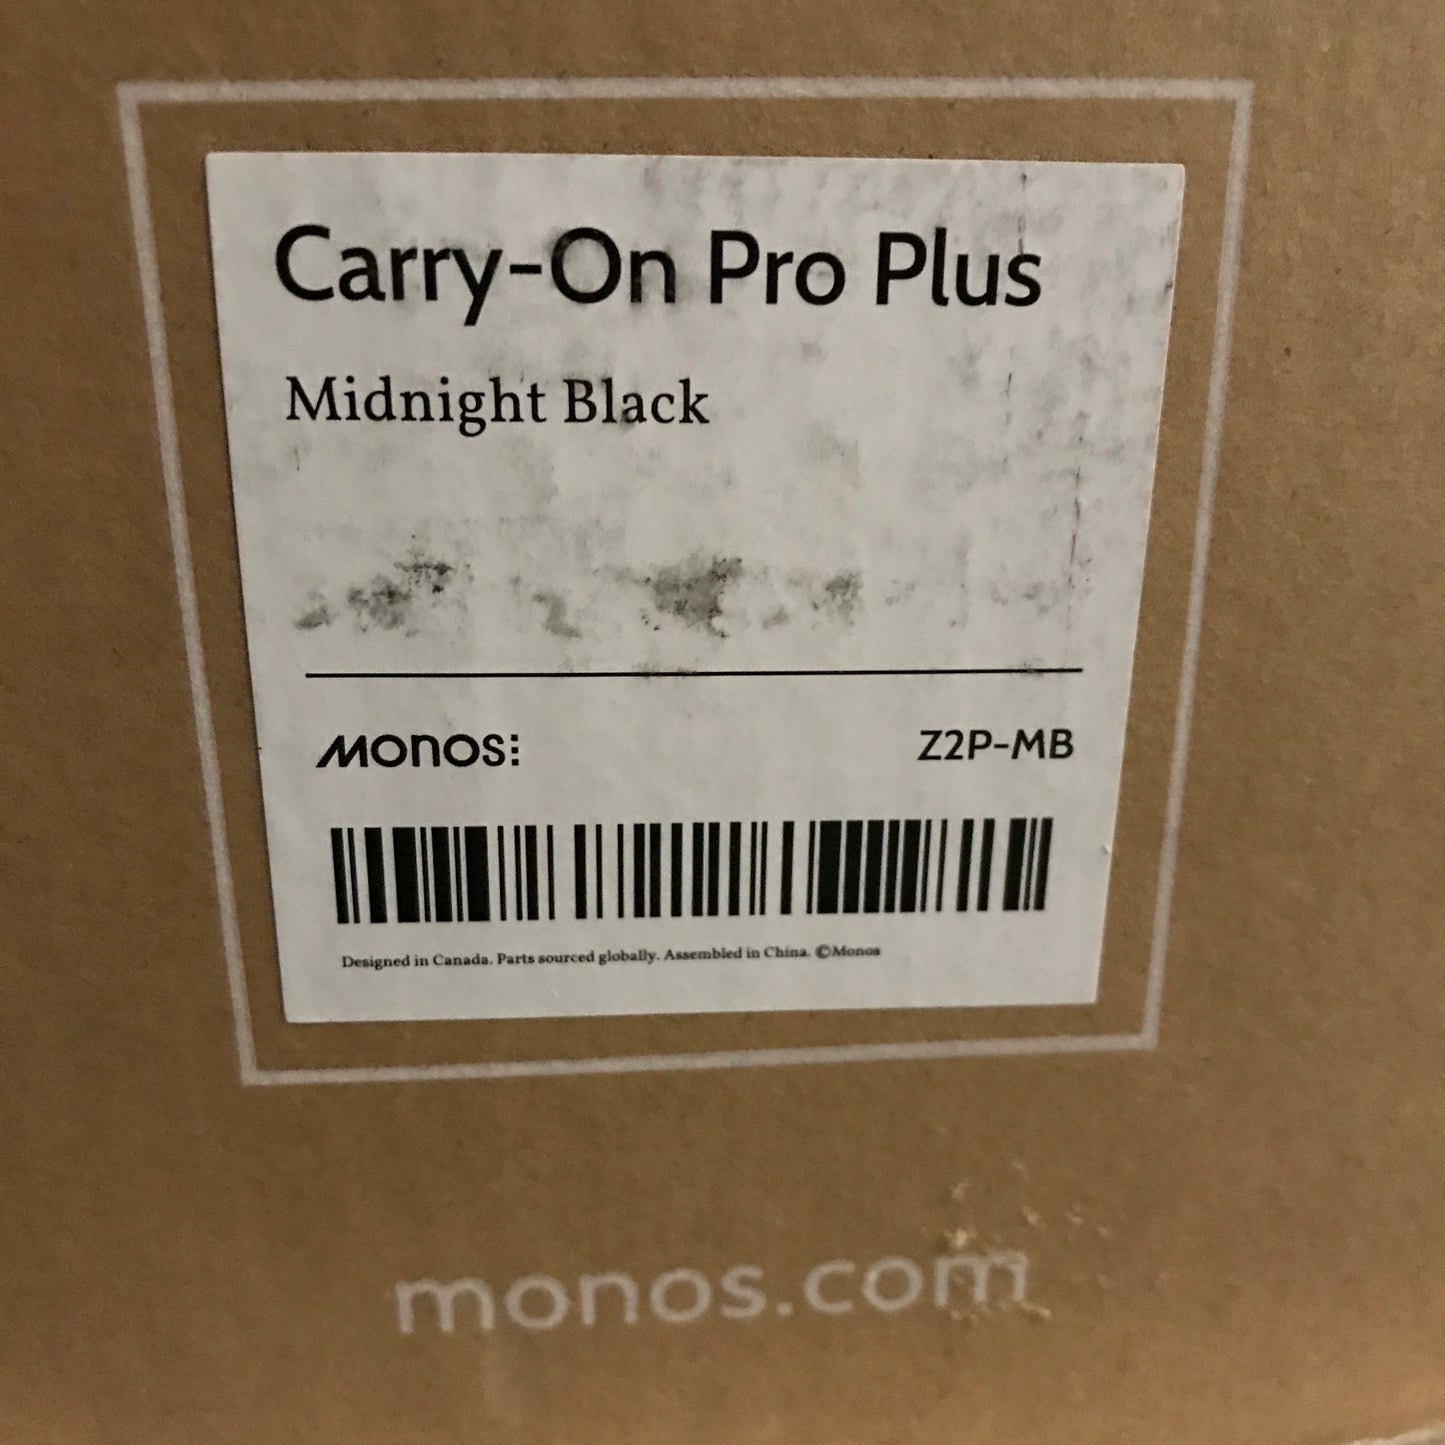 Carry-On Pro Plus
Midnight Black
MONOS
Z2P-MB
Designed in Canada. Parts sourced globally. Assembled in China. ©Monos
monos.com